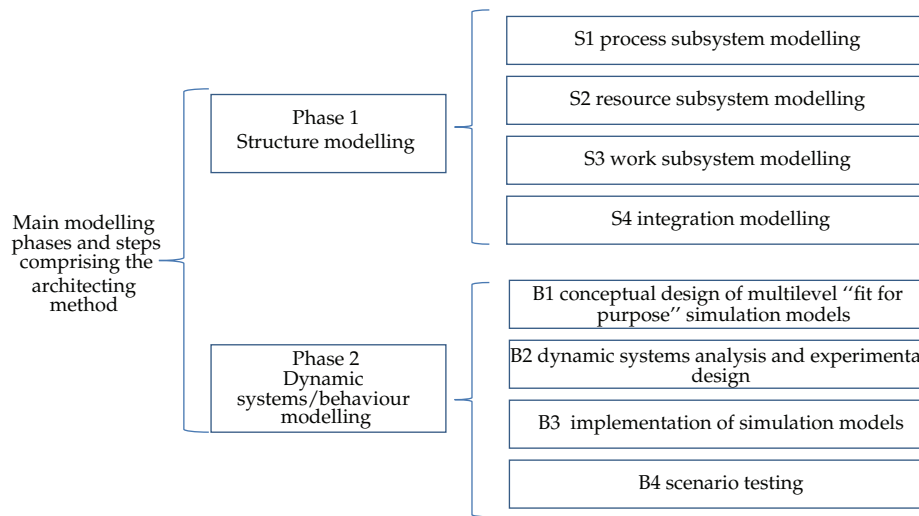 Main modelling
phases and steps
comprising the
architecting
method
Phase 1
Structure modelling
S1 process subsystem modelling
S2 resource subsystem modelling
S3 work subsystem modelling
S4 integration modelling
Phase 2
Dynamic
systems/behaviour
modelling
B1 conceptual design of multilevel ‘‘fit for
purpose’’ simulation models
B2 dynamic systems analysis and experimenta
design
B3 implementation of simulation models
B4 scenario testing